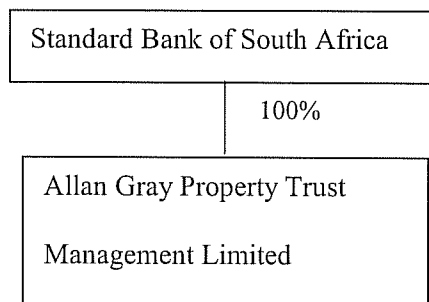 Standard Bank of South Africa
100%
Allan Gray Property Trust
Management Limited